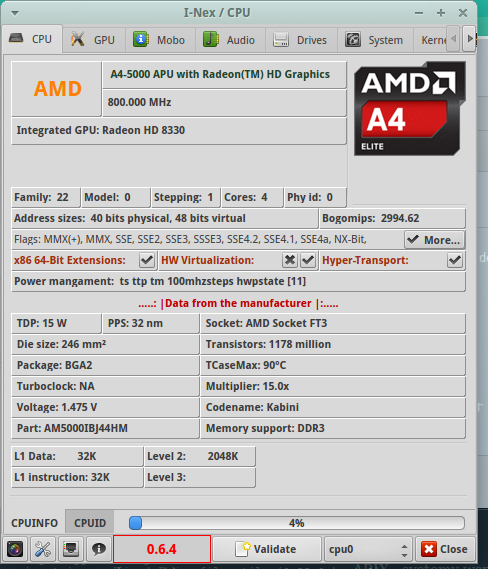 I-Nex / CPU
CPU GPU Mobo Audio Drives System Kerne
AMD
A4-5000 APU with Radeon(TM) HD Graphics
800.000 MHz
Integrated GPU: Radeon HD 8330
AMD
A4
ELITE
Family: 22 Model: 0 Stepping: 1 Cores: 4 Phy id: 0
Address sizes: 40 bits physical, 48 bits virtual Bogomips: 2994.62
Flags: MMX(+), MMX, SSE, SSE2, SSE3, SSSE3, SSE4.2, SSE4.1, SSE4a, NX-Bit, More...
x86 64-Bit Extensions: HW Virtualization: Hyper-Transport:
Power mangament: ts ttp tm 100mhzsteps hwpstate [11]
.....: |Data from the manufacturer |:.....
TDP: 15 W PPS: 32 nm Socket: AMD Socket FT3
Die size: 246 mm² Transistors: 1178 million
Package: BGA2 TCaseMax: 90°C
Turboclock: NA Multiplier: 15.0x
Voltage: 1.475 V Codename: Kabini
Part: AM5000IBJ44HM Memory support: DDR3
L1 Data: 32K Level 2: 2048K
L1 instruction: 32K Level 3:
CPUINFO CPUID 4%
0.6.4 Validate cpu0 Close